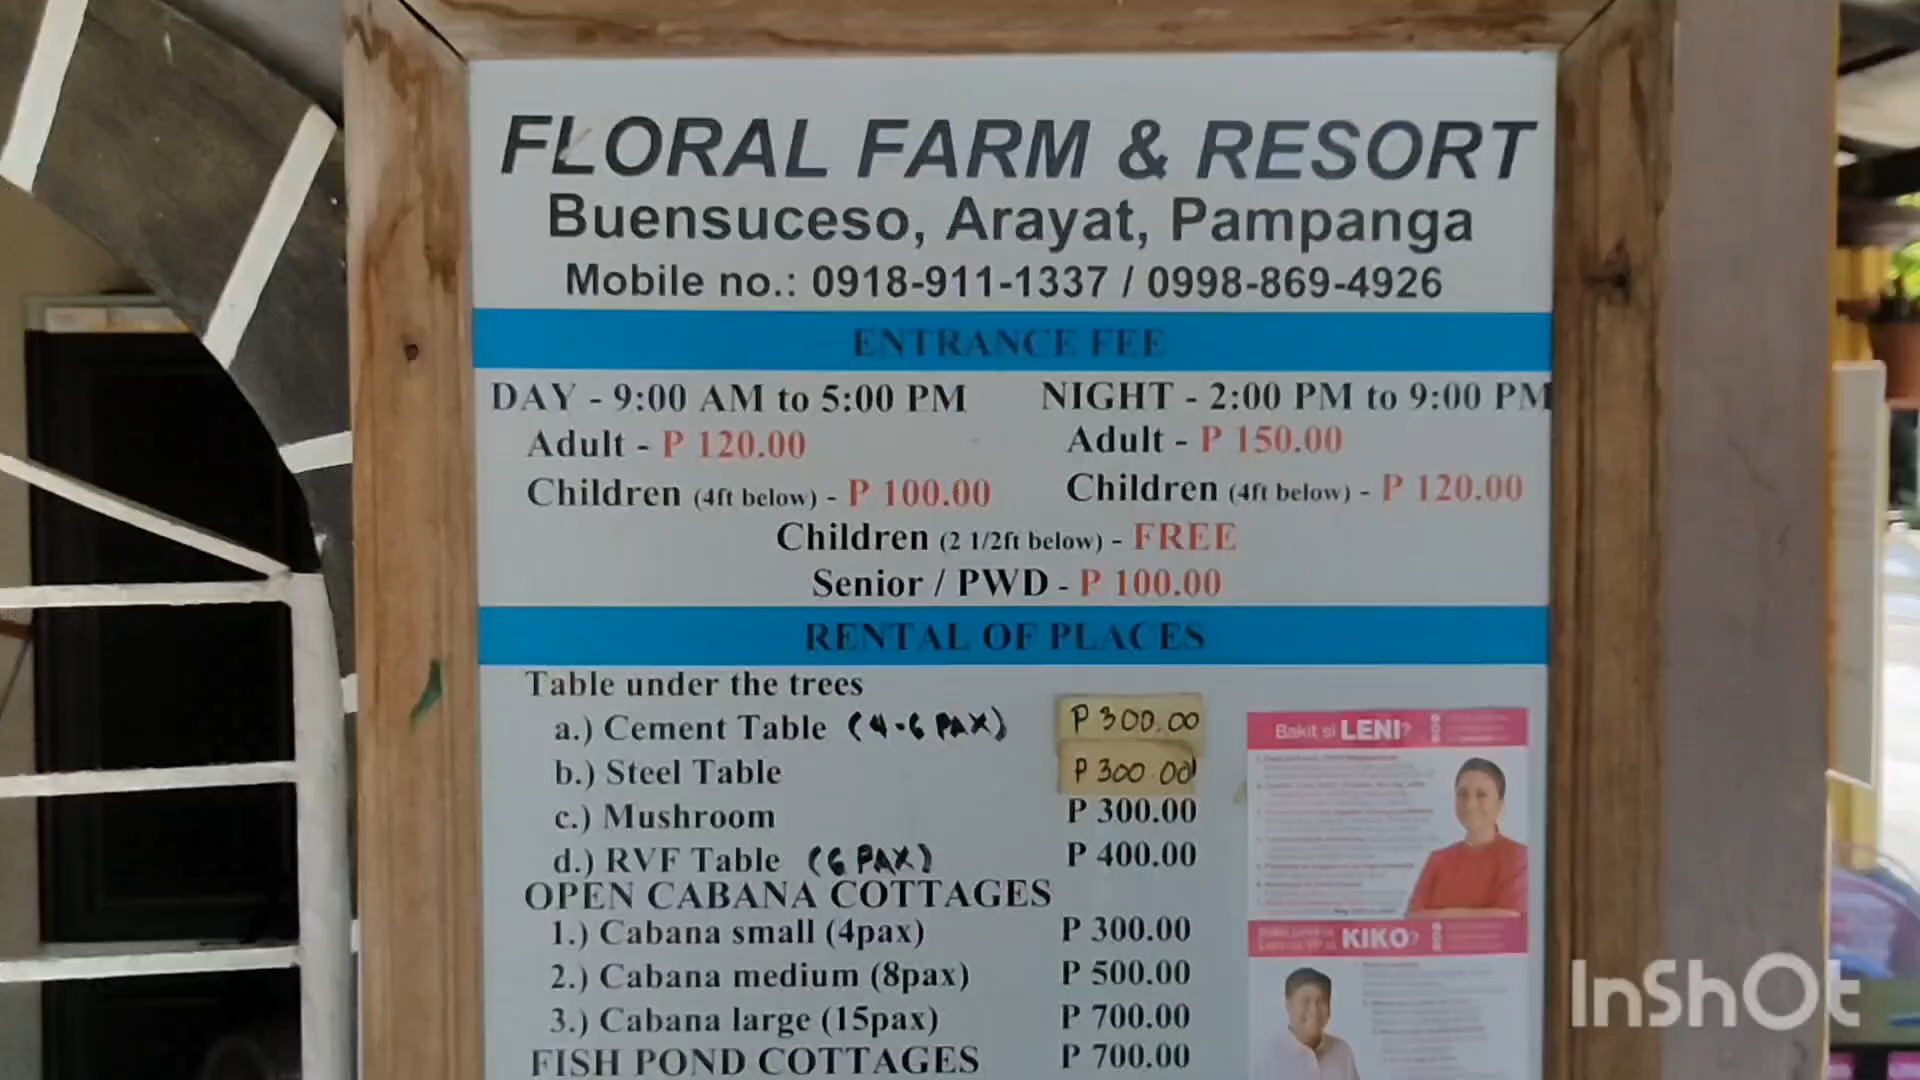 FLORAL FARM & RESORT
Buensuceso, Arayat, Pampanga
Mobile no.: 0918-911-1337 / 0998-869-4926
ENTRANCE FEE
DAY - 9:00 AM to 5:00 PM NIGHT - 2:00 PM to 9:00 PM
Adult - P 120.00 Adult - P 150.00
Children (4ft below) - P 100.00 Children (4ft below) - P 120.00
Children (2 1/2ft below) - FREE
Senior / PWD - P 100.00
RENTAL OF PLACES
Table under the trees
a.) Cement Table (4-6 PAX) P 300.00
b.) Steel Table P 300.00
c.) Mushroom P 300.00
d.) RVF Table (6 PAX) P 400.00
OPEN CABANA COTTAGES
1.) Cabana small (4pax) P 300.00
2.) Cabana medium (8pax) P 500.00
3.) Cabana large (15pax) P 700.00
FISH POND COTTAGES P 700.00
Bakit si LENI?
KIKO?
InShOt